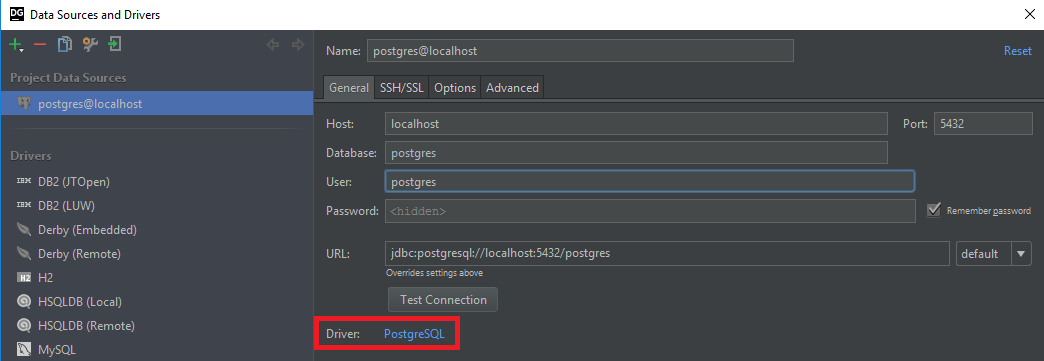 DG Data Sources and Drivers
Project Data Sources
postgres@localhost
Drivers
IBM DB2 (JTOpen)
IBM DB2 (LUW)
Derby (Embedded)
Derby (Remote)
H2 H2
HSQLDB (Local)
HSQLDB (Remote)
MySQL
Name: postgres@localhost Reset
General SSH/SSL Options Advanced
Host: localhost Port: 5432
Database: postgres
User: postgres
Password: <hidden> Remember password
URL: jdbc:postgresql://localhost:5432/postgres default
Overrides settings above
Test Connection
Driver: PostgreSQL